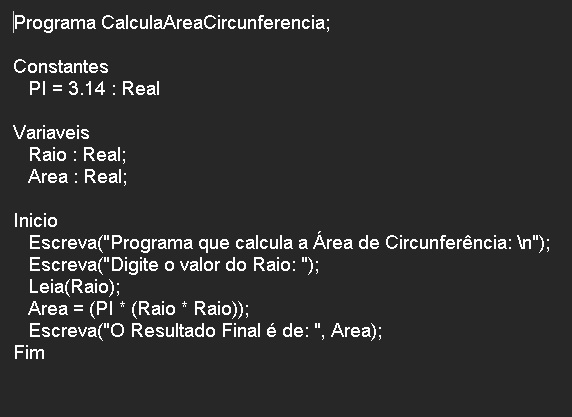 Programa CalculaAreaCircunferencia;
Constantes
PI = 3.14 : Real
Variaveis
Raio : Real;
Area : Real;
Inicio
Escreva("Programa que calcula a Área de Circunferência: \n");
Escreva("Digite o valor do Raio: ");
Leia(Raio);
Area = (PI * (Raio * Raio));
Escreva("O Resultado Final é de: ", Area);
Fim